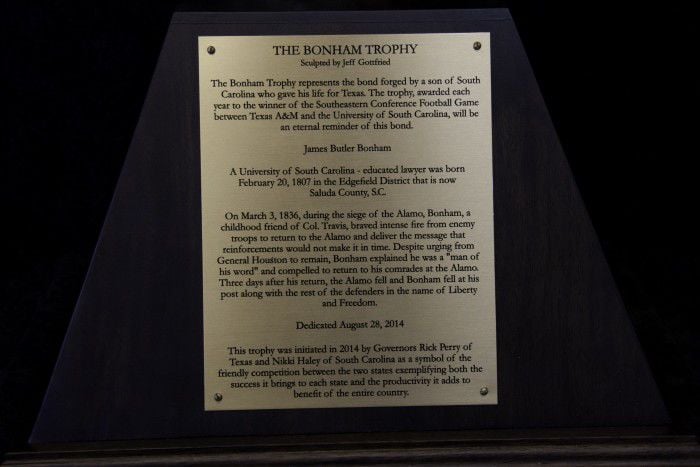 THE BONHAM TROPHY
Sculpted by Jeff Gottfried
The Bonham Trophy represents the bond forged by a son of South
Carolina who gave his life for Texas. The trophy, awarded each
year to the winner of the Southeastern Conference Football Game
between Texas A&M and the University of South Carolina, will be
an eternal reminder of this bond.
James Butler Bonham
A University of South Carolina - educated lawyer was born
February 20, 1807 in the Edgefield District that is now
Saluda County, S.C.
On March 3, 1836, during the siege of the Alamo, Bonham, a
childhood friend of Col. Travis, braved intense fire from enemy
troops to return to the Alamo and deliver the message that
reinforcements would not make it in time. Despite urging from
General Houston to remain, Bonham explained he was a "man of
his word" and compelled to return to his comrades at the Alamo.
Three days after his return, the Alamo fell and Bonham fell at his
post along with the rest of the defenders in the name of Liberty
and Freedom.
Dedicated August 28, 2014
This trophy was initiated in 2014 by Governors Rick Perry of
Texas and Nikki Haley of South Carolina as a symbol of the
friendly competition between the two states exemplifying both the
success it brings to each state and the productivity it adds to
benefit of the entire country.